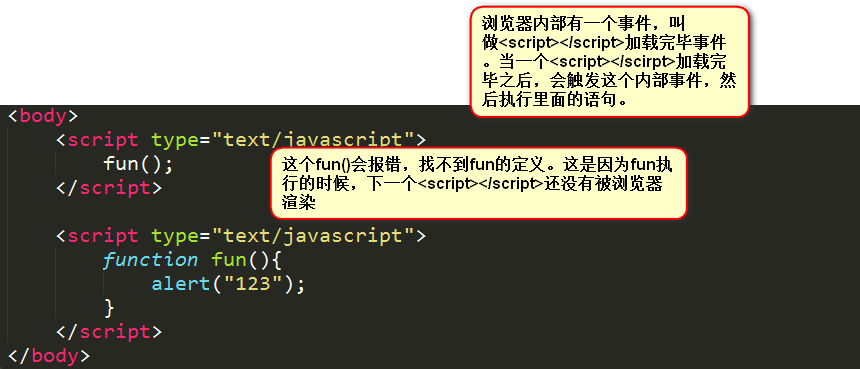 浏览器内部有一个事件，叫
做<script></script>加载完毕事件
。当一个<script></scirpt>加载完
毕之后，会触发这个内部事件，然
后执行里面的语句。
<body>
<script type="text/javascript">
fun();
这个fun()会报错，找不到fun的定义。这是因为fun执
行的时候，下一个<script></script>还没有被浏览器
渲染
</script>
<script type="text/javascript">
function fun(){
alert("123");
}
</script>
</body>